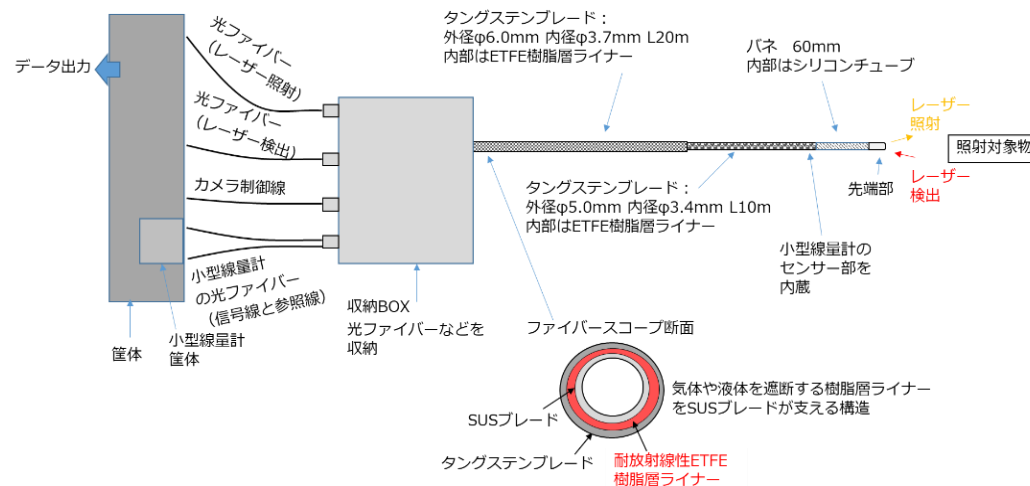 データ出力
光ファイバー
（レーザー照射）
光ファイバー
（レーザー検出）
カメラ制御線
小型線量計
の光ファイバー
（信号線と参照線）
筐体
小型線量計
筐体
収納BOX
光ファイバーなどを
収納
タングステンブレード：
外径φ6.0mm 内径φ3.7mm L20m
内部はETFE樹脂層ライナー
バネ　60mm
内部はシリコンチューブ
レーザー
照射
照射対象物
レーザー
検出
先端部
タングステンブレード：
外径φ5.0mm 内径φ3.4mm L10m
内部はETFE樹脂層ライナー
小型線量計の
センサー部を
内蔵
ファイバースコープ断面
気体や液体を遮断する樹脂層ライナー
をSUSブレードが支える構造
SUSブレード
タングステンブレード
耐放射線性ETFE
樹脂層ライナー